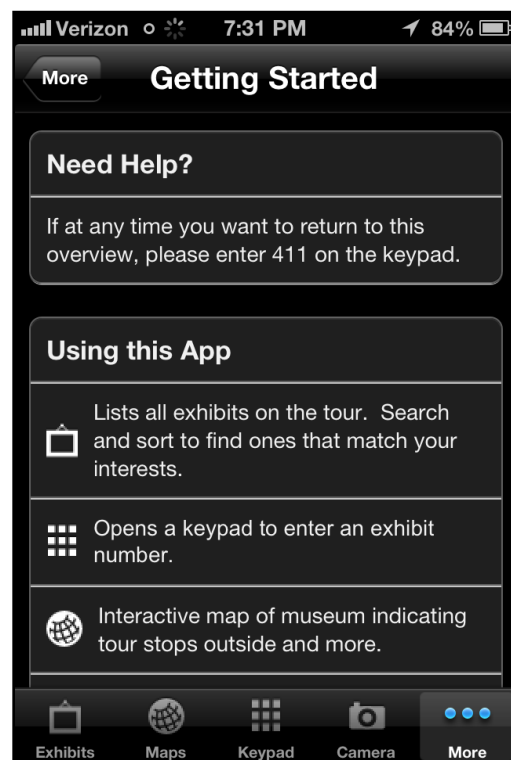 Verizon 7:31 PM 84%
More Getting Started
Need Help?
If at any time you want to return to this
overview, please enter 411 on the keypad.
Using this App
Lists all exhibits on the tour. Search
and sort to find ones that match your
interests.
Opens a keypad to enter an exhibit
number.
Interactive map of museum indicating
tour stops outside and more.
Exhibits Maps Keypad Camera More